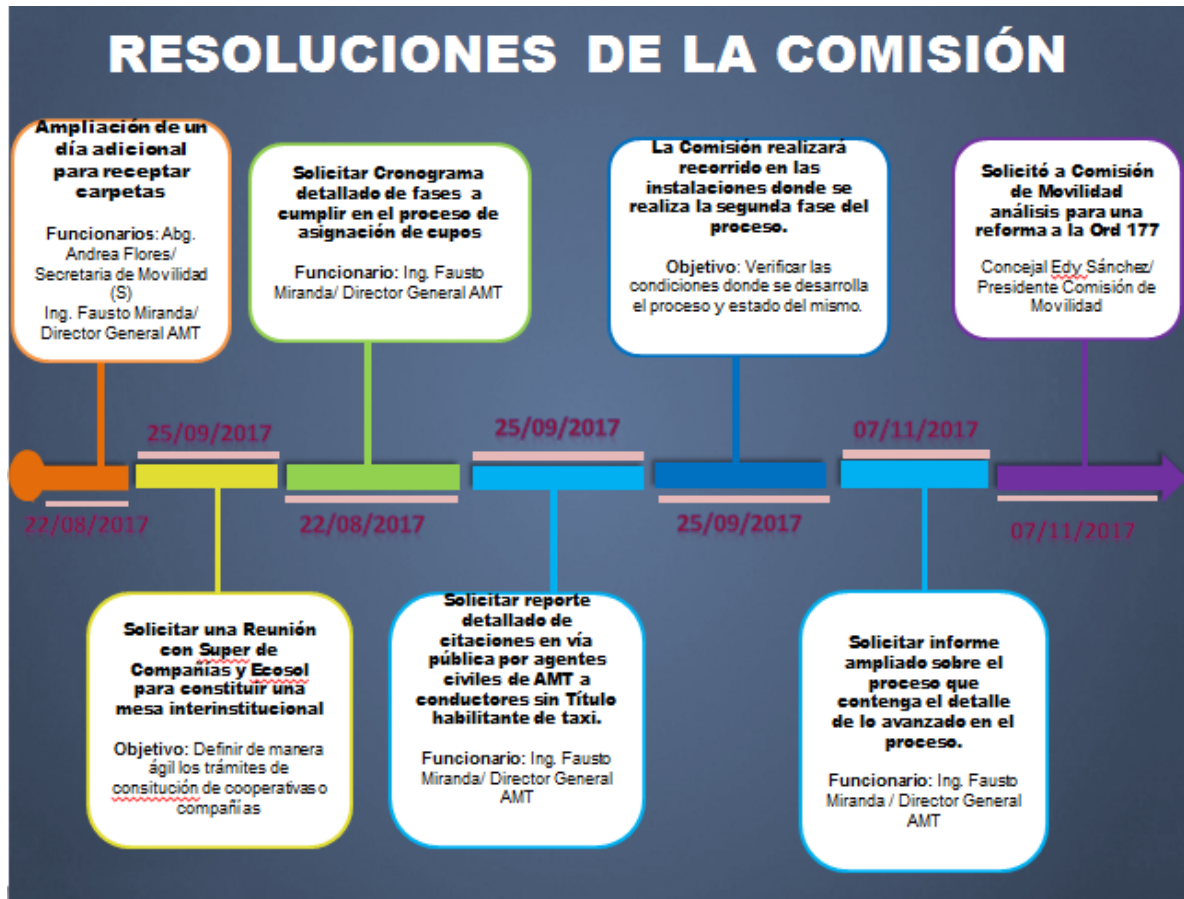 RESOLUCIONES DE LA COMISIÓN
Ampliación de un
día adicional
para receptar
carpetas
Funcionarios: Abg.
Andrea Flores/
Secretaria de Movilidad
(S)
Ing. Fausto Miranda/
Director General AMT
Solicitar Cronograma
detallado de fases a
cumplir en el proceso de
asignación de cupos
Funcionario: Ing. Fausto
Miranda/ Director General AMT
La Comisión realizará
recorrido en las
instalaciones donde se
realiza la segunda fase del
proceso.
Objetivo: Verificar las
condiciones donde se desarrolla
el proceso y estado del mismo.
Solicitó a Comisión
de Movilidad
análisis para una
reforma a la Ord 177
Concejal Edy Sánchez/
Presidente Comisión de
Movilidad
25/09/2017
25/09/2017
07/11/2017
22/08/2017
22/08/2017
25/09/2017
07/11/2017
Solicitar una Reunión
con Super de
Compañías y Ecosol
para constituir una
mesa interinstitucional
Objetivo: Definir de manera
ágil los trámites de
consitución de cooperativas o
compañías
Solicitar reporte
detallado de
citaciones en vía
pública por agentes
civiles de AMT a
conductores sin Título
habilitante de taxi.
Funcionario: Ing. Fausto
Miranda/ Director General
AMT
Solicitar informe
ampliado sobre el
proceso que
contenga el detalle
de lo avanzado en el
proceso.
Funcionario: Ing. Fausto
Miranda / Director General
AMT